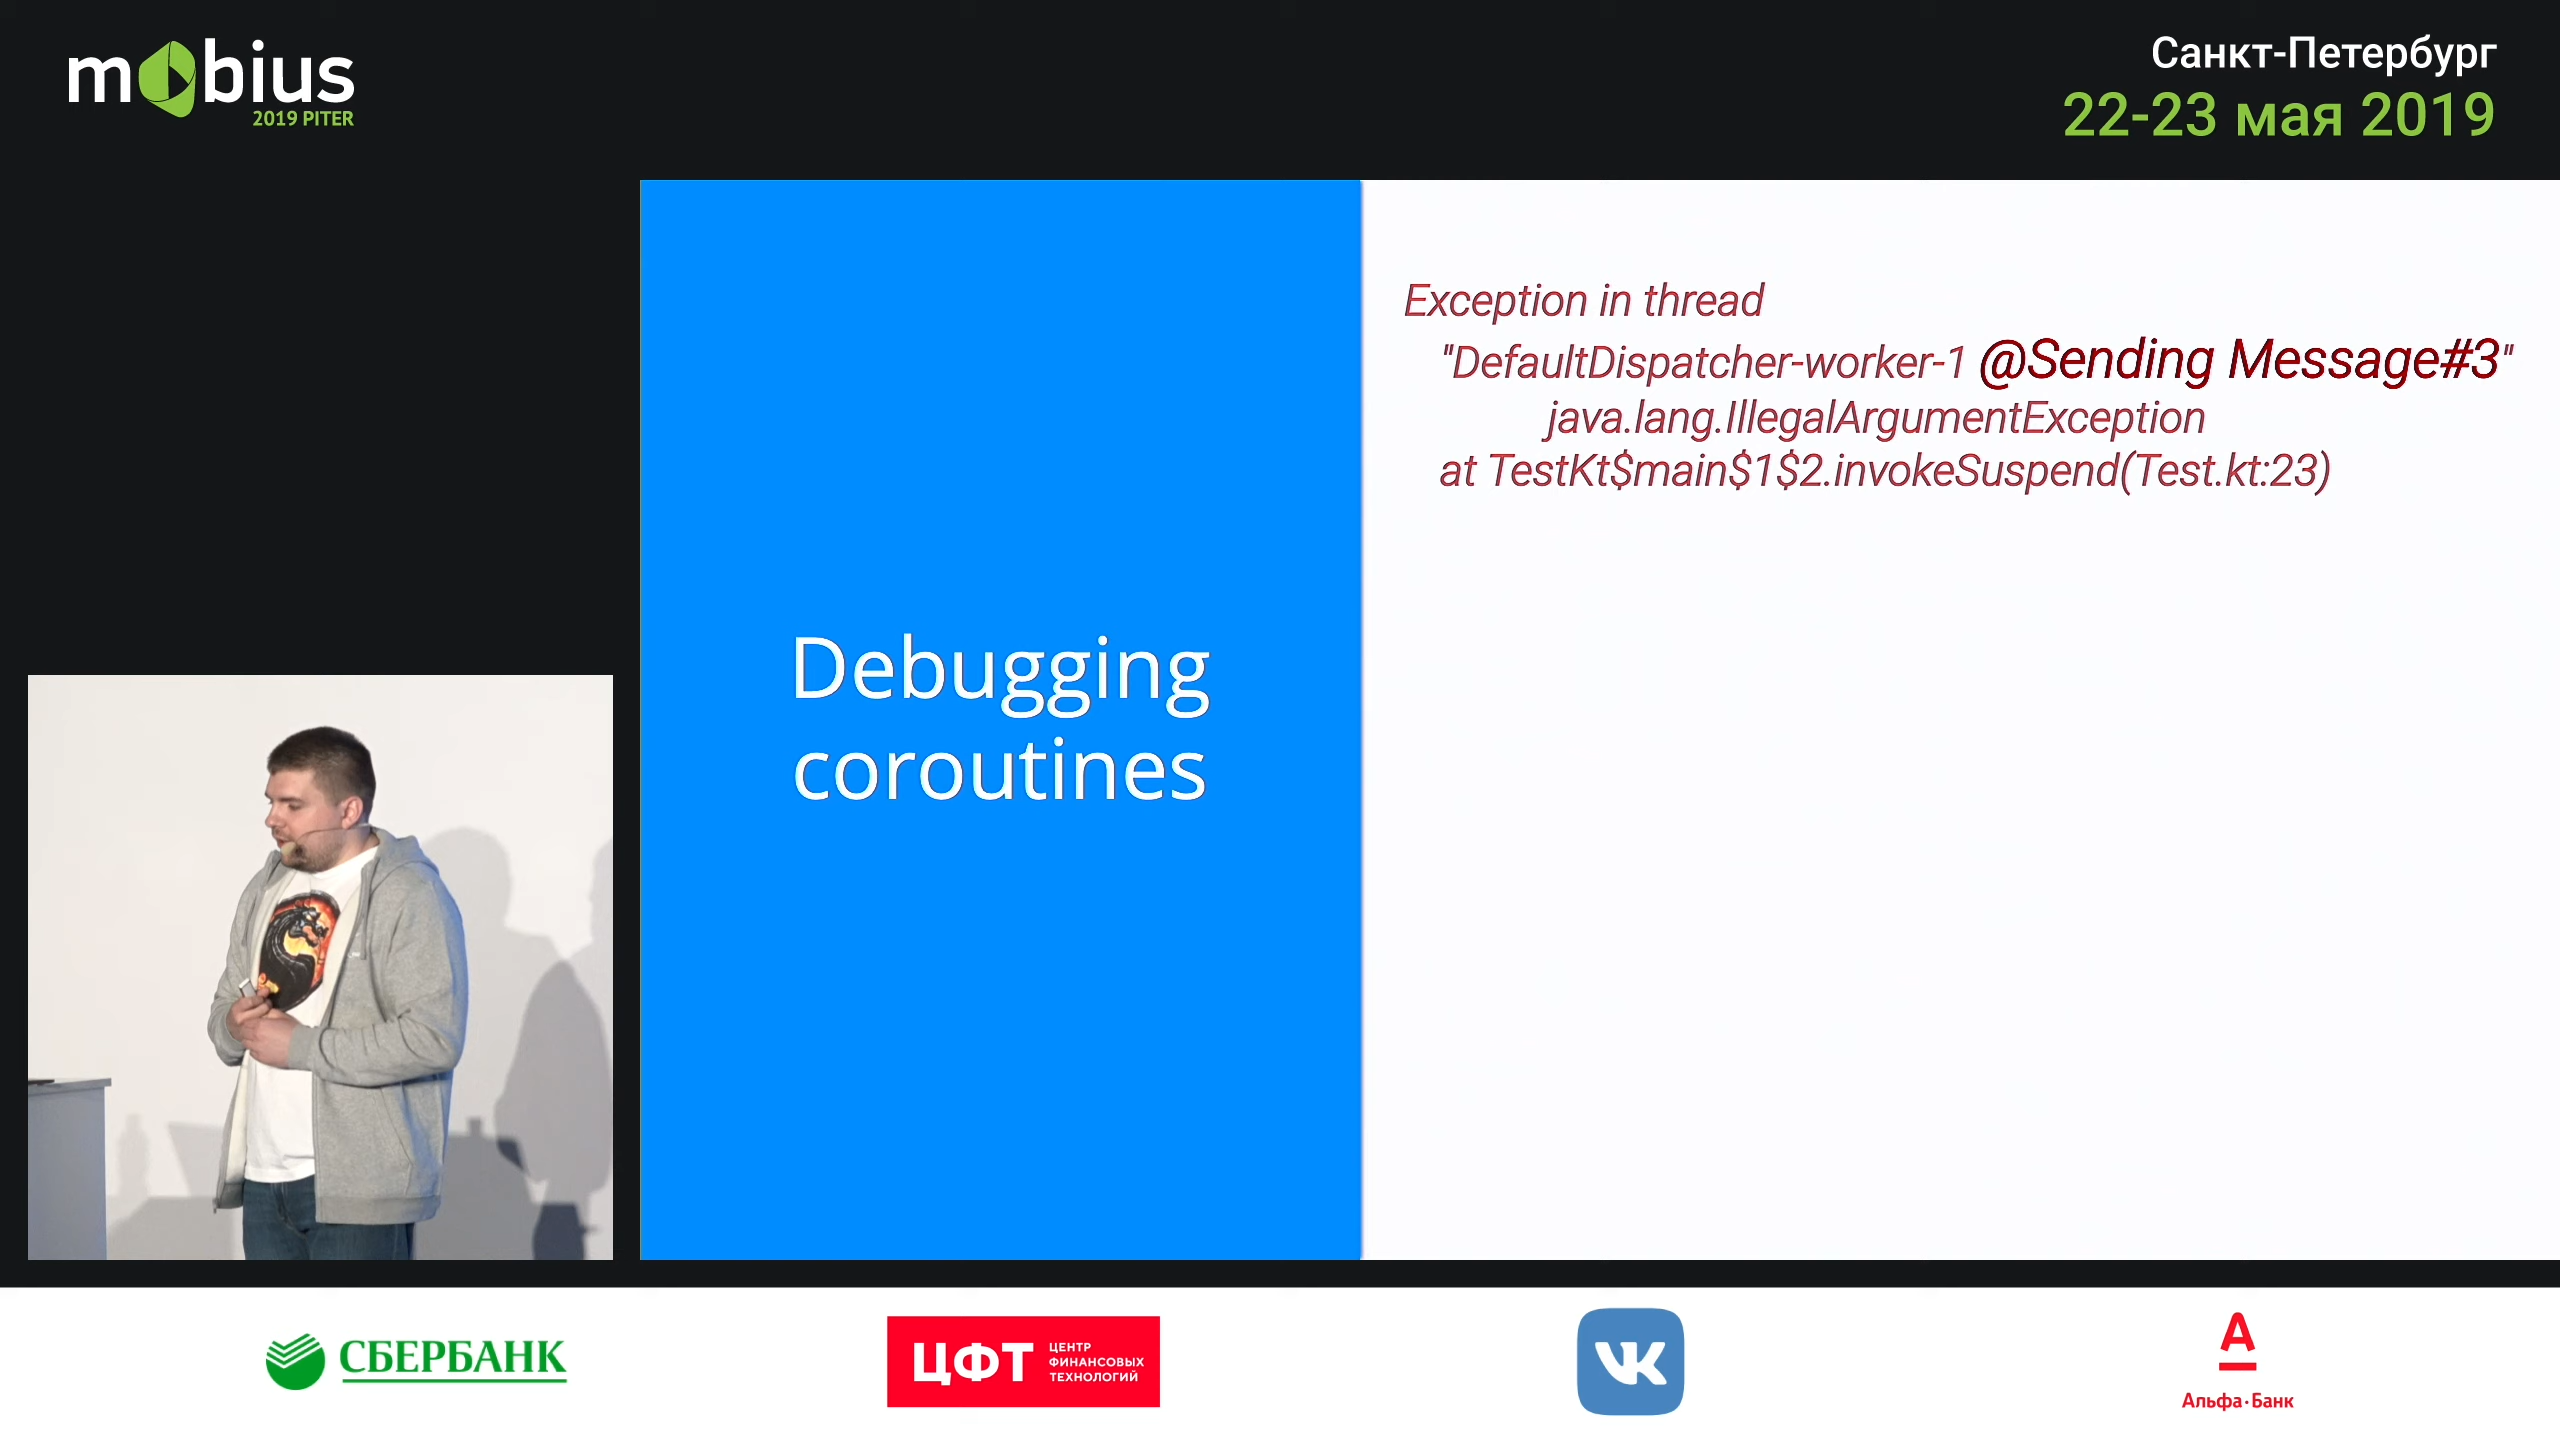 mobius
2019 PITER
Санкт-Петербург
22-23 мая 2019
Debugging
coroutines
Exception in thread
"DefaultDispatcher-worker-1 @Sending Message#3"
java.lang.IllegalArgumentException
at TestKt$main$1$2.invokeSuspend(Test.kt:23)
СБЕРБАНК
ЦФТ
ЦЕНТР
ФИНАНСОВЫХ
ТЕХНОЛОГИЙ
VK
А
Альфа·Банк